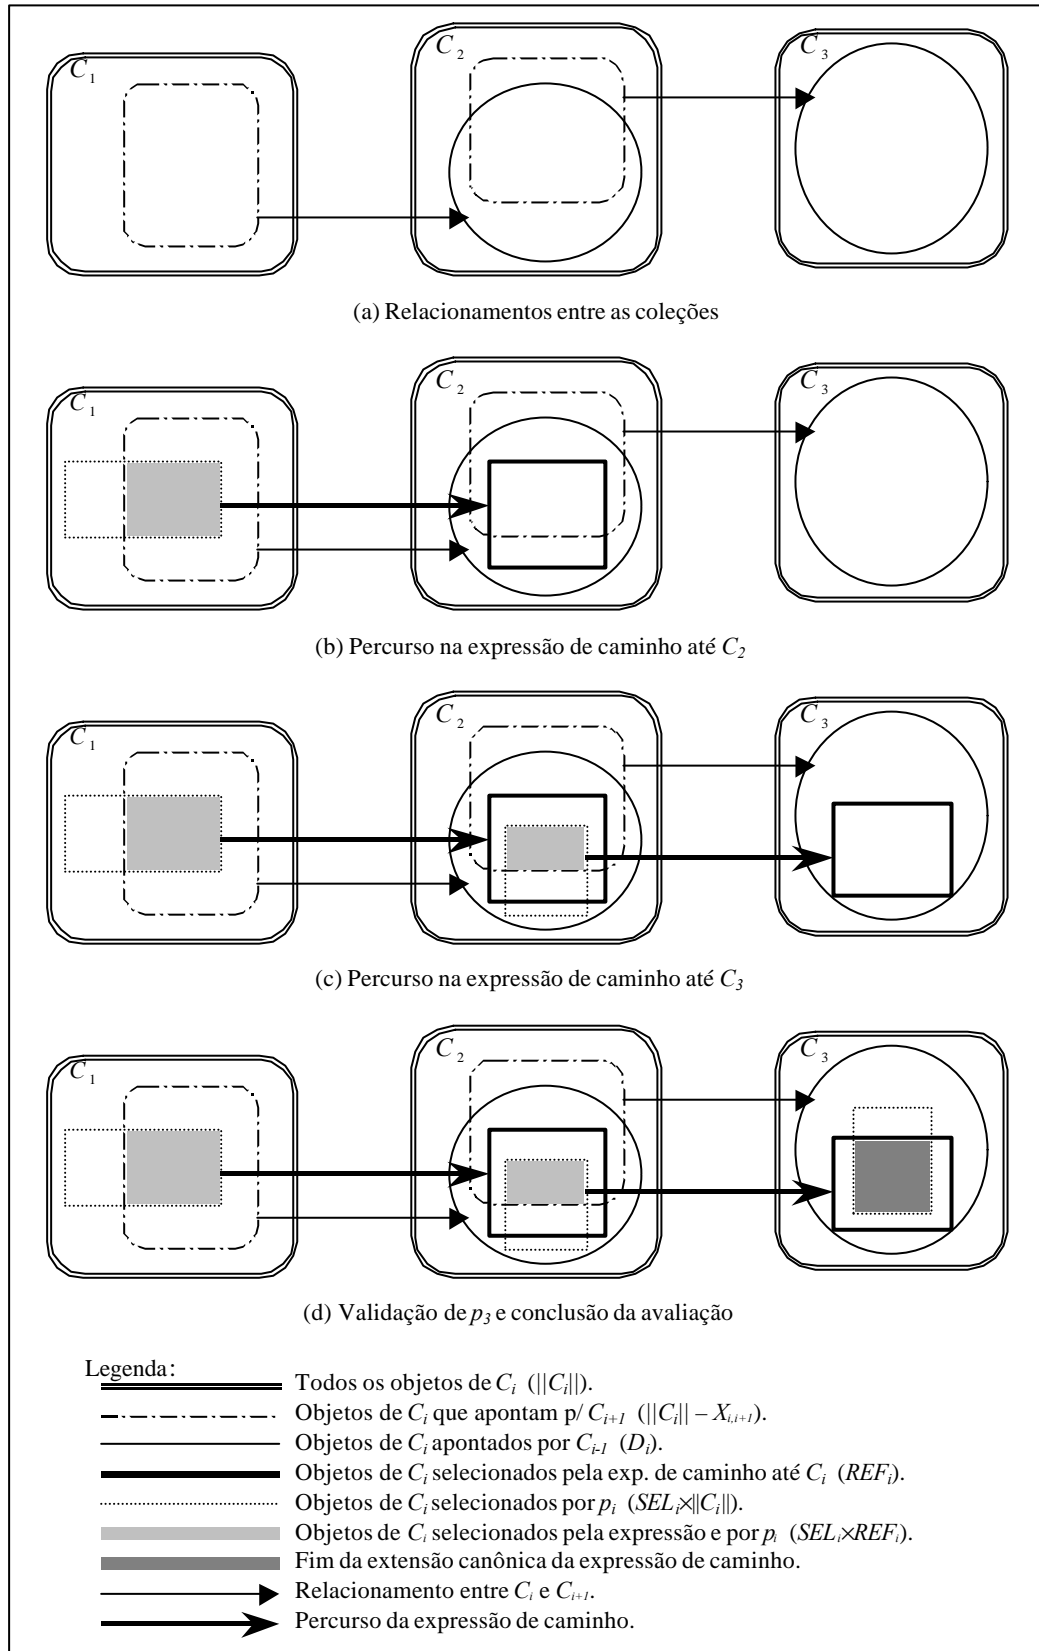 C1 C2 C3
(a) Relacionamentos entre as coleções
C1 C2 C3
(b) Percurso na expressão de caminho até C2
C1 C2 C3
(c) Percurso na expressão de caminho até C3
C1 C2 C3
(d) Validação de p3 e conclusão da avaliação
Legenda:
Todos os objetos de Ci (||Ci||).
Objetos de Ci que apontam p/ Ci+1 (||Ci|| – Xi,i+1).
Objetos de Ci apontados por Ci-1 (Di).
Objetos de Ci selecionados pela exp. de caminho até Ci (REFi).
Objetos de Ci selecionados por pi (SELi×||Ci||).
Objetos de Ci selecionados pela expressão e por pi (SELi×REFi).
Fim da extensão canônica da expressão de caminho.
Relacionamento entre Ci e Ci+1.
Percurso da expressão de caminho.